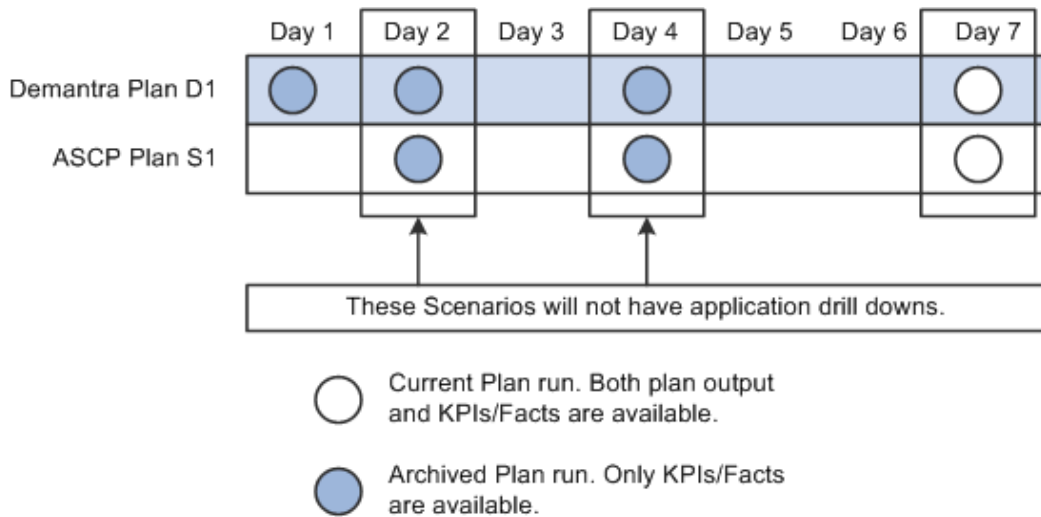 Day 1 Day 2 Day 3 Day 4 Day 5 Day 6 Day 7
Demantra Plan D1
ASCP Plan S1
These Scenarios will not have application drill downs.
Current Plan run. Both plan output
and KPIs/Facts are available.
Archived Plan run. Only KPIs/Facts
are available.